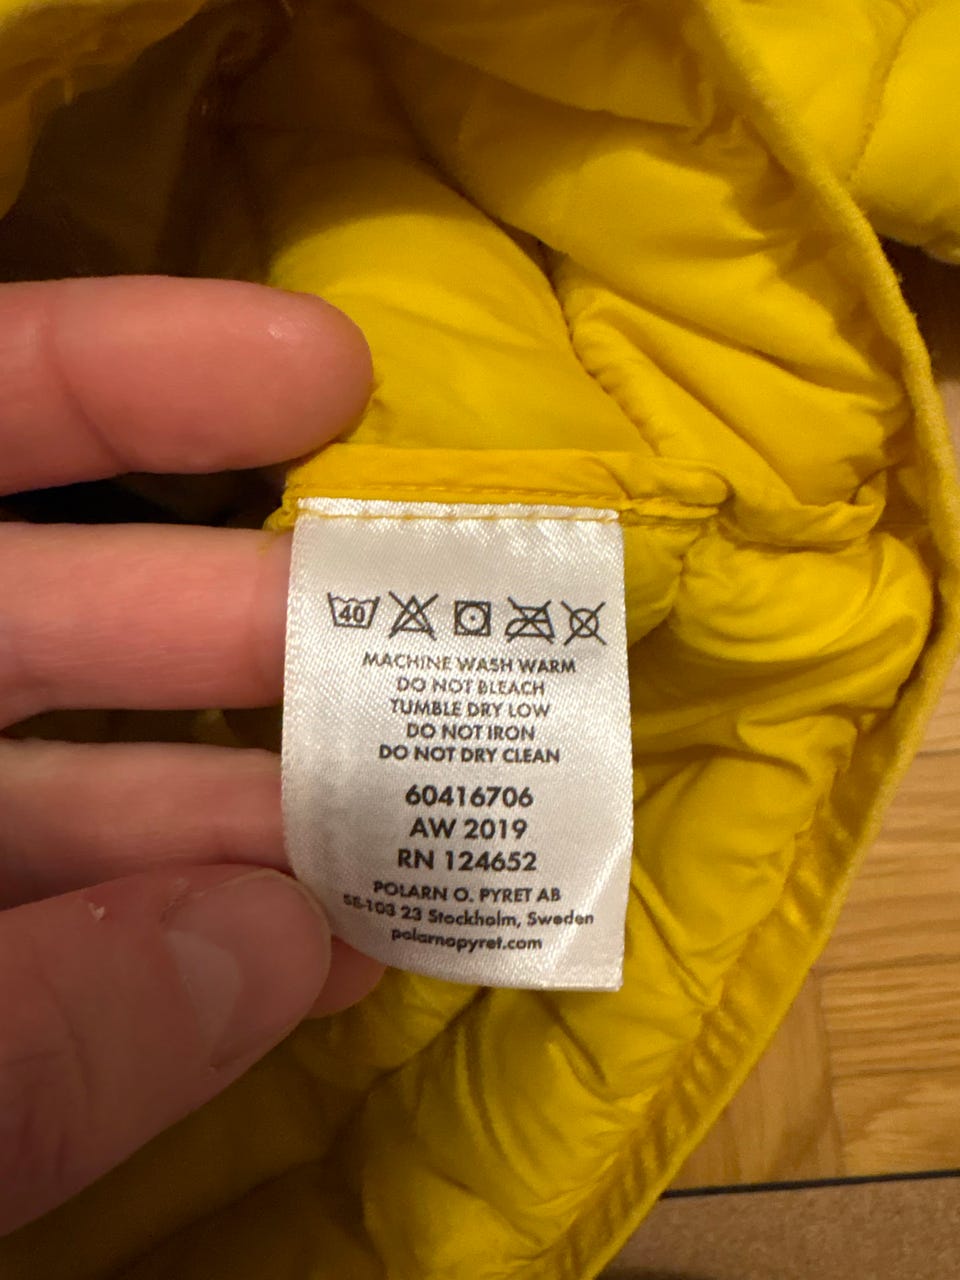 40
MACHINE WASH WARM
DO NOT BLEACH
TUMBLE DRY LOW
DO NOT IRON
DO NOT DRY CLEAN
60416706
AW 2019
RN 124652
POLARN O. PYRET AB
SE-103 23 Stockholm, Sweden
polarnopyret.com